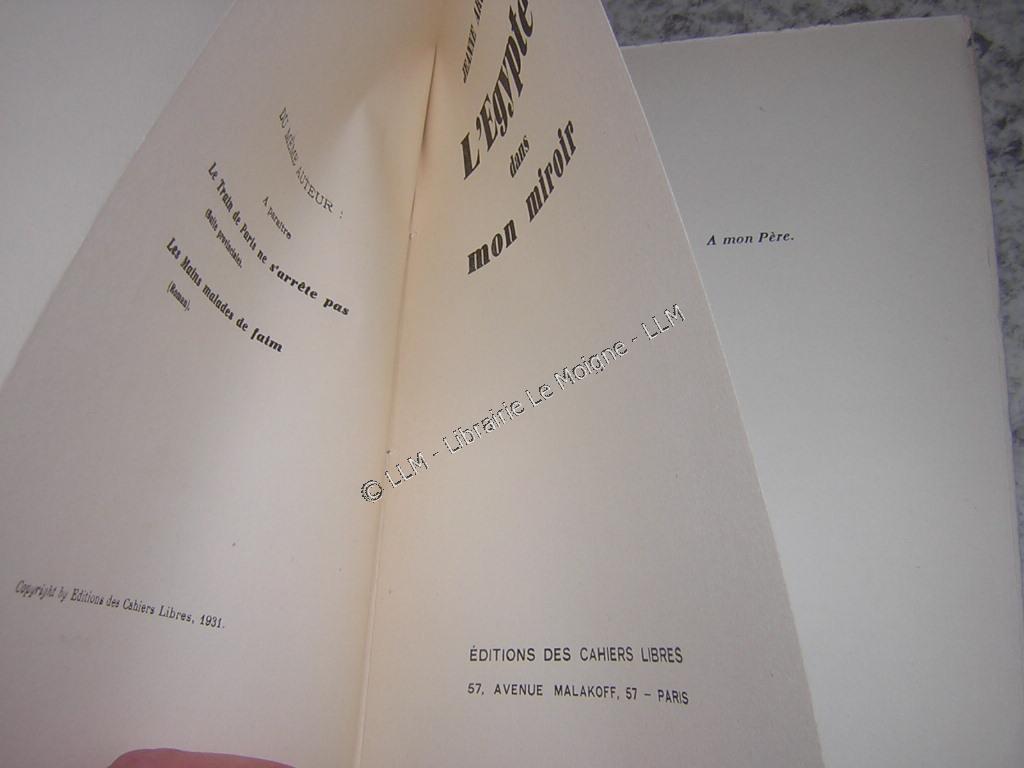 DU MÊME AUTEUR :
A paraître
Le Train de Paris ne s'arrête pas
(Suite provinciale).
Les Mains malades de faim
(Roman).
Copyright by Editions des Cahiers Libres, 1931.
JEANNE
L'Egypte
dans
mon miroir
ÉDITIONS DES CAHIERS LIBRES
57, AVENUE MALAKOFF, 57 – PARIS
A mon Père.
© LLM - Librairie Le Moigne - LLM